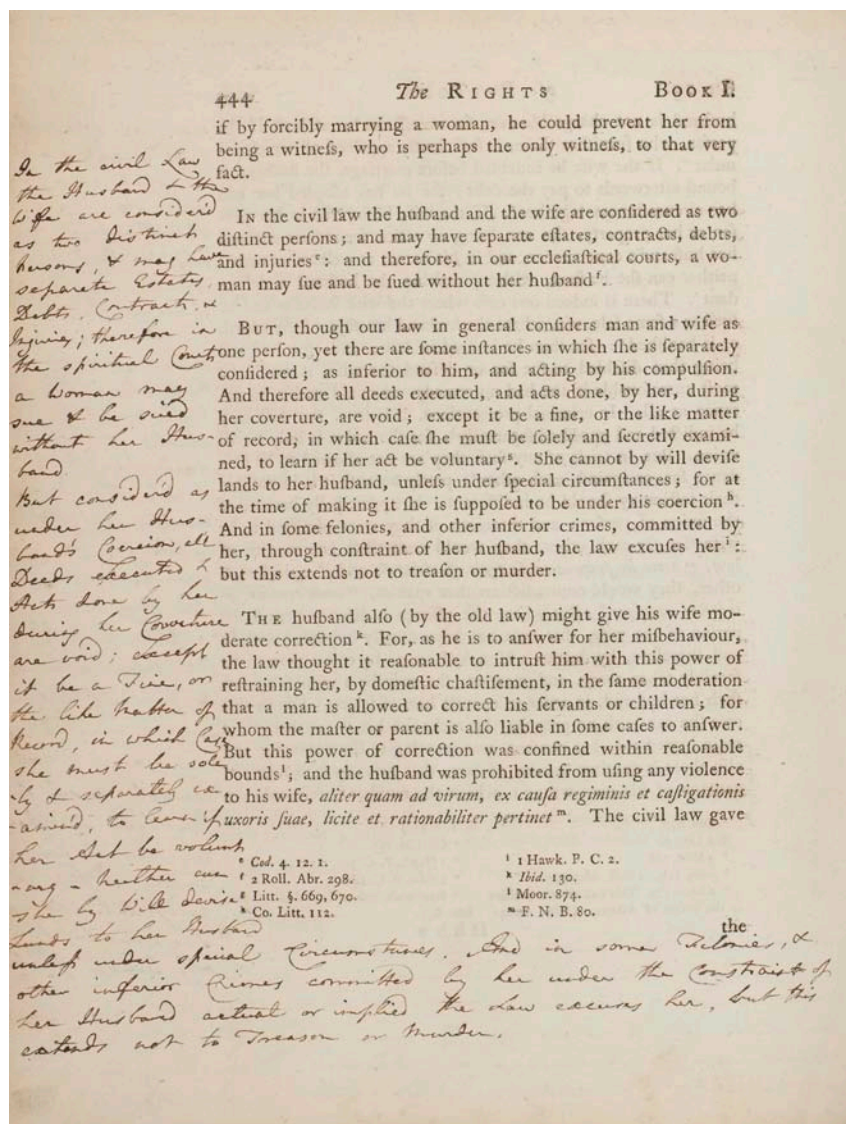 444 The RIGHTS BOOK I.
if by forcibly marrying a woman, he could prevent her from
being a witneſs, who is perhaps the only witneſs, to that very
fact.
IN the civil law the huſband and the wife are conſidered as two
diſtinct perſons; and may have ſeparate eſtates, contracts, debts,
and injuries e: and therefore, in our eccleſiaſtical courts, a wo-
man may ſue and be ſued without her huſband f.
BUT, though our law in general conſiders man and wife as
one perſon, yet there are ſome inſtances in which ſhe is ſeparately
conſidered; as inferior to him, and acting by his compulſion.
And therefore all deeds executed, and acts done, by her, during
her coverture, are void; except it be a fine, or the like matter
of record, in which caſe ſhe muſt be ſolely and ſecretly exami-
ned, to learn if her act be voluntary g. She cannot by will deviſe
lands to her huſband, unleſs under ſpecial circumſtances; for at
the time of making it ſhe is ſuppoſed to be under his coercion h.
And in ſome felonies, and other inferior crimes, committed by
her, through conſtraint of her huſband, the law excuſes her i:
but this extends not to treaſon or murder.
THE huſband alſo (by the old law) might give his wife mo-
derate correction k. For, as he is to anſwer for her miſbehaviour,
the law thought it reaſonable to intruſt him with this power of
reſtraining her, by domeſtic chaſtiſement, in the ſame moderation
that a man is allowed to correct his ſervants or children; for
whom the maſter or parent is alſo liable in ſome caſes to anſwer.
But this power of correction was confined within reaſonable
bounds l; and the huſband was prohibited from uſing any violence
to his wife, aliter quam ad virum, ex cauſa regiminis et caſtigationis
uxoris ſuae, licite et rationabiliter pertinet m. The civil law gave
e Cod. 4. 12. 1.
f 2 Roll. Abr. 298.
g Litt. §. 669, 670.
h Co. Litt. 112.
i 1 Hawk. P. C. 2.
k Ibid. 130.
l Moor. 874.
m F. N. B. 80.
the
In the civil Law
the Husband & the
Wife are consider'd
as two distinct
Persons, & may have
separate Estates
Debts, Contracts, &
Injuries; therefore in
the spiritual Court
a Woman may
sue & be sued
without her Hus-
band.
But consider'd as
under her Hus-
band's Coercion, all
Deeds executed &
Acts done by her
during her Coverture
are void; except
it be a Fine, or
the like Matter of
Record, in which Case
she must be sole
-ly & separately ex
-amined, to learn if
her Act be volunt
-ary - Neither can
she by Will devise
Lands to her Husband
unless under special Circumstances. And in some Felonies, &
other inferior Crimes committed by her under the Constraint of
her Husband actual or implied the Law excuses her, but this
extends not to Treason or Murder.